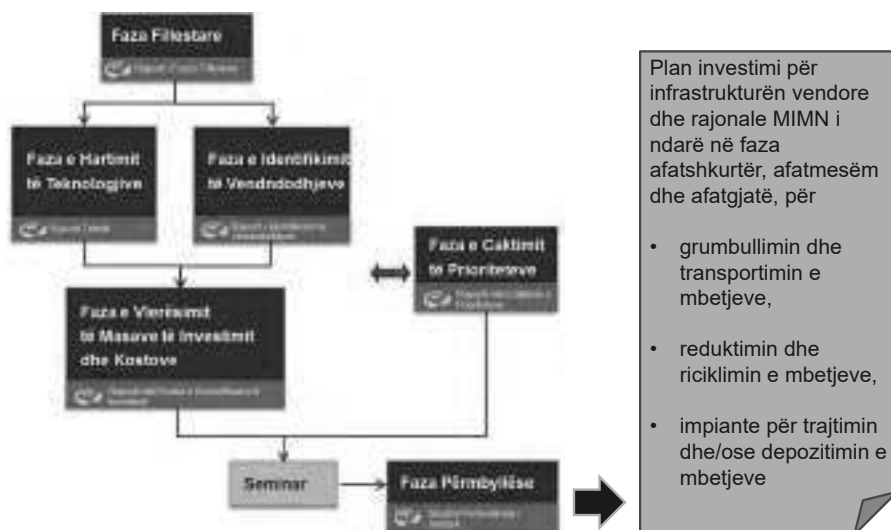 Faza Fillestare
Faza e Hartimit
të Teknologjive
Faza e Identifikimit
të Vendndodhjeve
Faza e Caktimit
të Prioriteteve
Faza e Vlerësimit
të Masave të Investimit
dhe Kostove
Seminar
Faza Përmbyllëse
Plan investimi për
infrastrukturën vendore
dhe rajonale MIMN i
ndarë në faza
afatshkurtër, afatmesëm
dhe afatgjatë, për
• grumbullimin dhe
transportimin e
mbetjeve,
• reduktimin dhe
riciklimin e mbetjeve,
• impiante për trajtimin
dhe/ose depozitimin e
mbetjeve